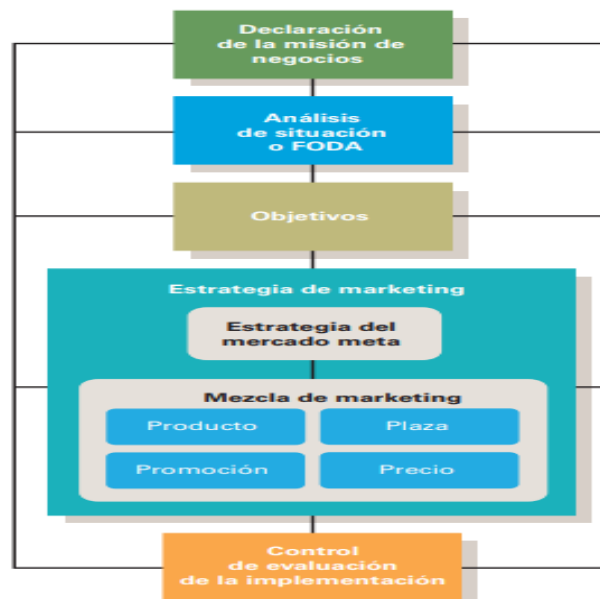 Declaración
de la misión de
negocios
Análisis
de situación
o FODA
Objetivos
Estrategia de marketing
Estrategia del
mercado meta
Mezcla de marketing
Producto
Plaza
Promoción
Precio
Control
de evaluación
de la implementación